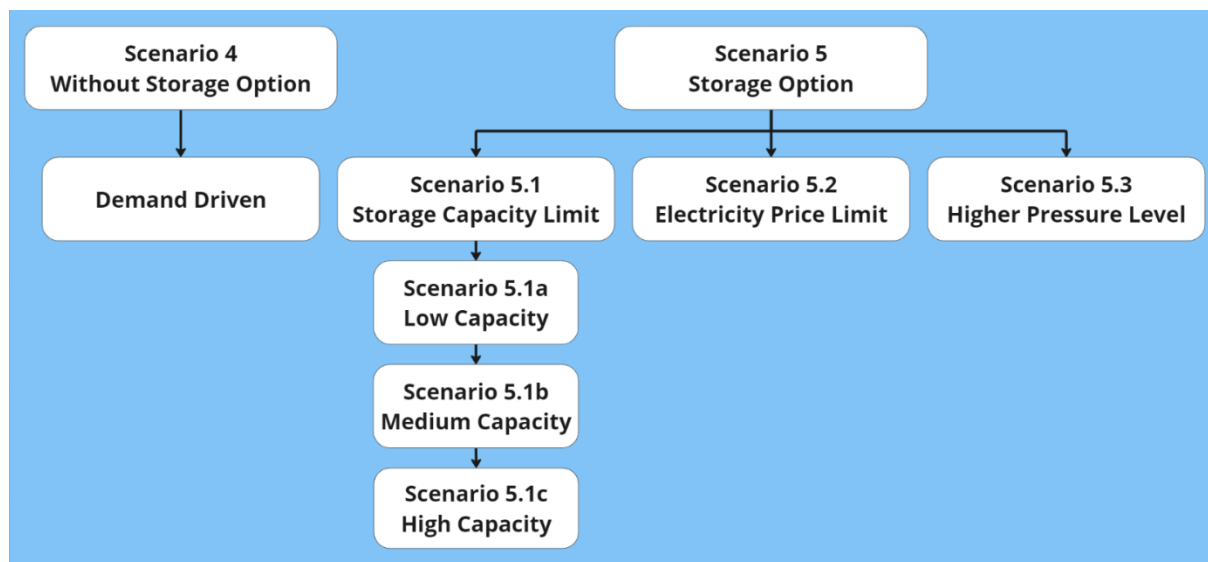 Scenario 4
Without Storage Option
Scenario 5
Storage Option
Demand Driven
Scenario 5.1
Storage Capacity Limit
Scenario 5.2
Electricity Price Limit
Scenario 5.3
Higher Pressure Level
Scenario 5.1a
Low Capacity
Scenario 5.1b
Medium Capacity
Scenario 5.1c
High Capacity